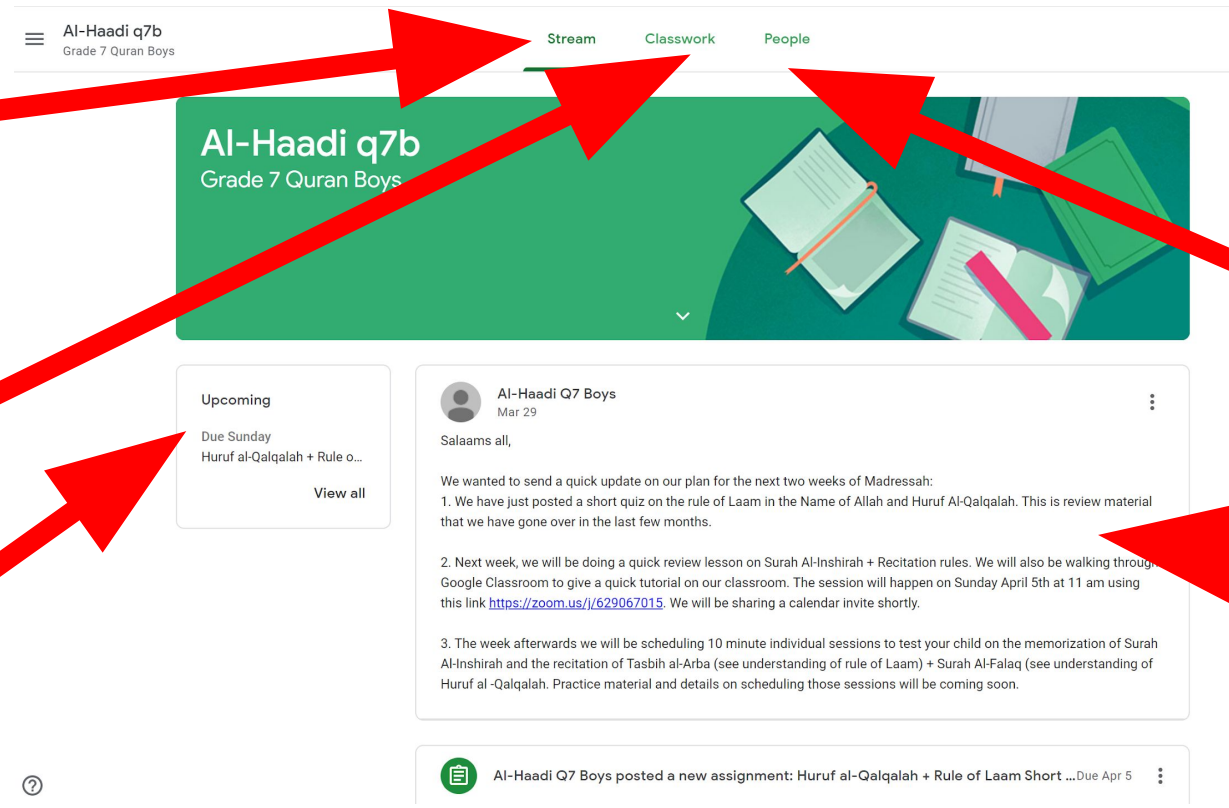 Al-Haadi q7b
Grade 7 Quran Boys
Stream
Classwork
People
Al-Haadi q7b
Grade 7 Quran Boys
Upcoming
Due Sunday
Huruf al-Qalqalah + Rule o...
View all
Al-Haadi Q7 Boys
Mar 29
Salaams all,
We wanted to send a quick update on our plan for the next two weeks of Madressah:
1. We have just posted a short quiz on the rule of Laam in the Name of Allah and Huruf Al-Qalqalah. This is review material
that we have gone over in the last few months.
2. Next week, we will be doing a quick review lesson on Surah Al-Inshirah + Recitation rules. We will also be walking through
Google Classroom to give a quick tutorial on our classroom. The session will happen on Sunday April 5th at 11 am using
this link https://zoom.us/j/629067015. We will be sharing a calendar invite shortly.
3. The week afterwards we will be scheduling 10 minute individual sessions to test your child on the memorization of Surah
Al-Inshirah and the recitation of Tasbih al-Arba (see understanding of rule of Laam) + Surah Al-Falaq (see understanding of
Huruf al -Qalqalah. Practice material and details on scheduling those sessions will be coming soon.
Al-Haadi Q7 Boys posted a new assignment: Huruf al-Qalqalah + Rule of Laam Short ... Due Apr 5